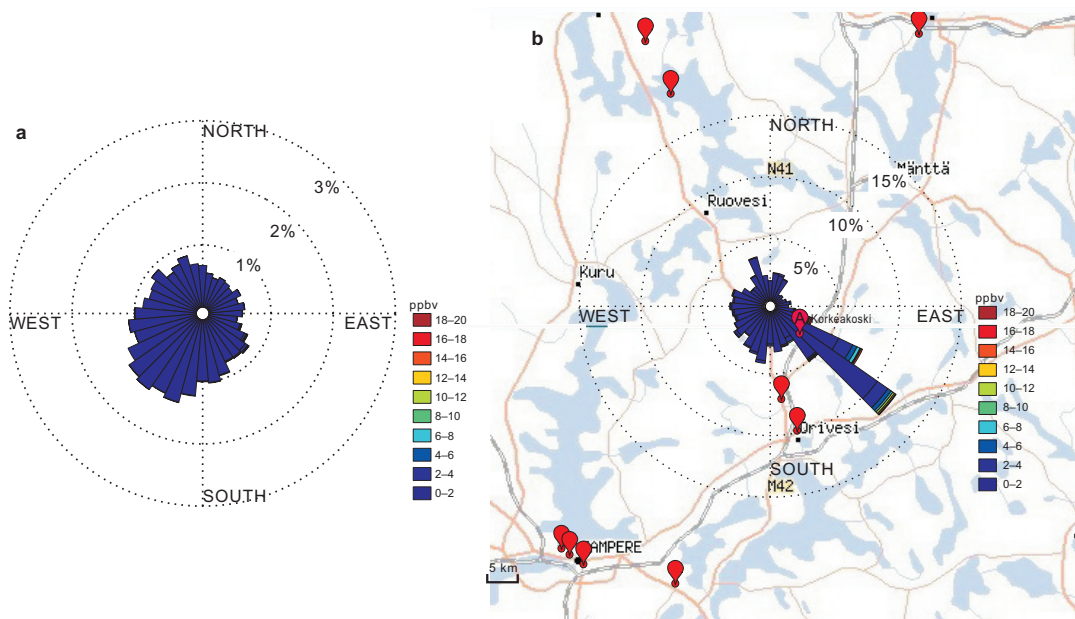 a
NORTH
3%
2%
1%
WEST
EAST
SOUTH
ppbv
18–20
16–18
14–16
12–14
10–12
8–10
6–8
4–6
2–4
0–2
b
NORTH
N41
Mänttä
15%
Ruovesi
10%
5%
Kuru
WEST
EAST
A
Korkeakoski
Orivesi
SOUTH
M42
TAMPERE
5 km
ppbv
18–20
16–18
14–16
12–14
10–12
8–10
6–8
4–6
2–4
0–2